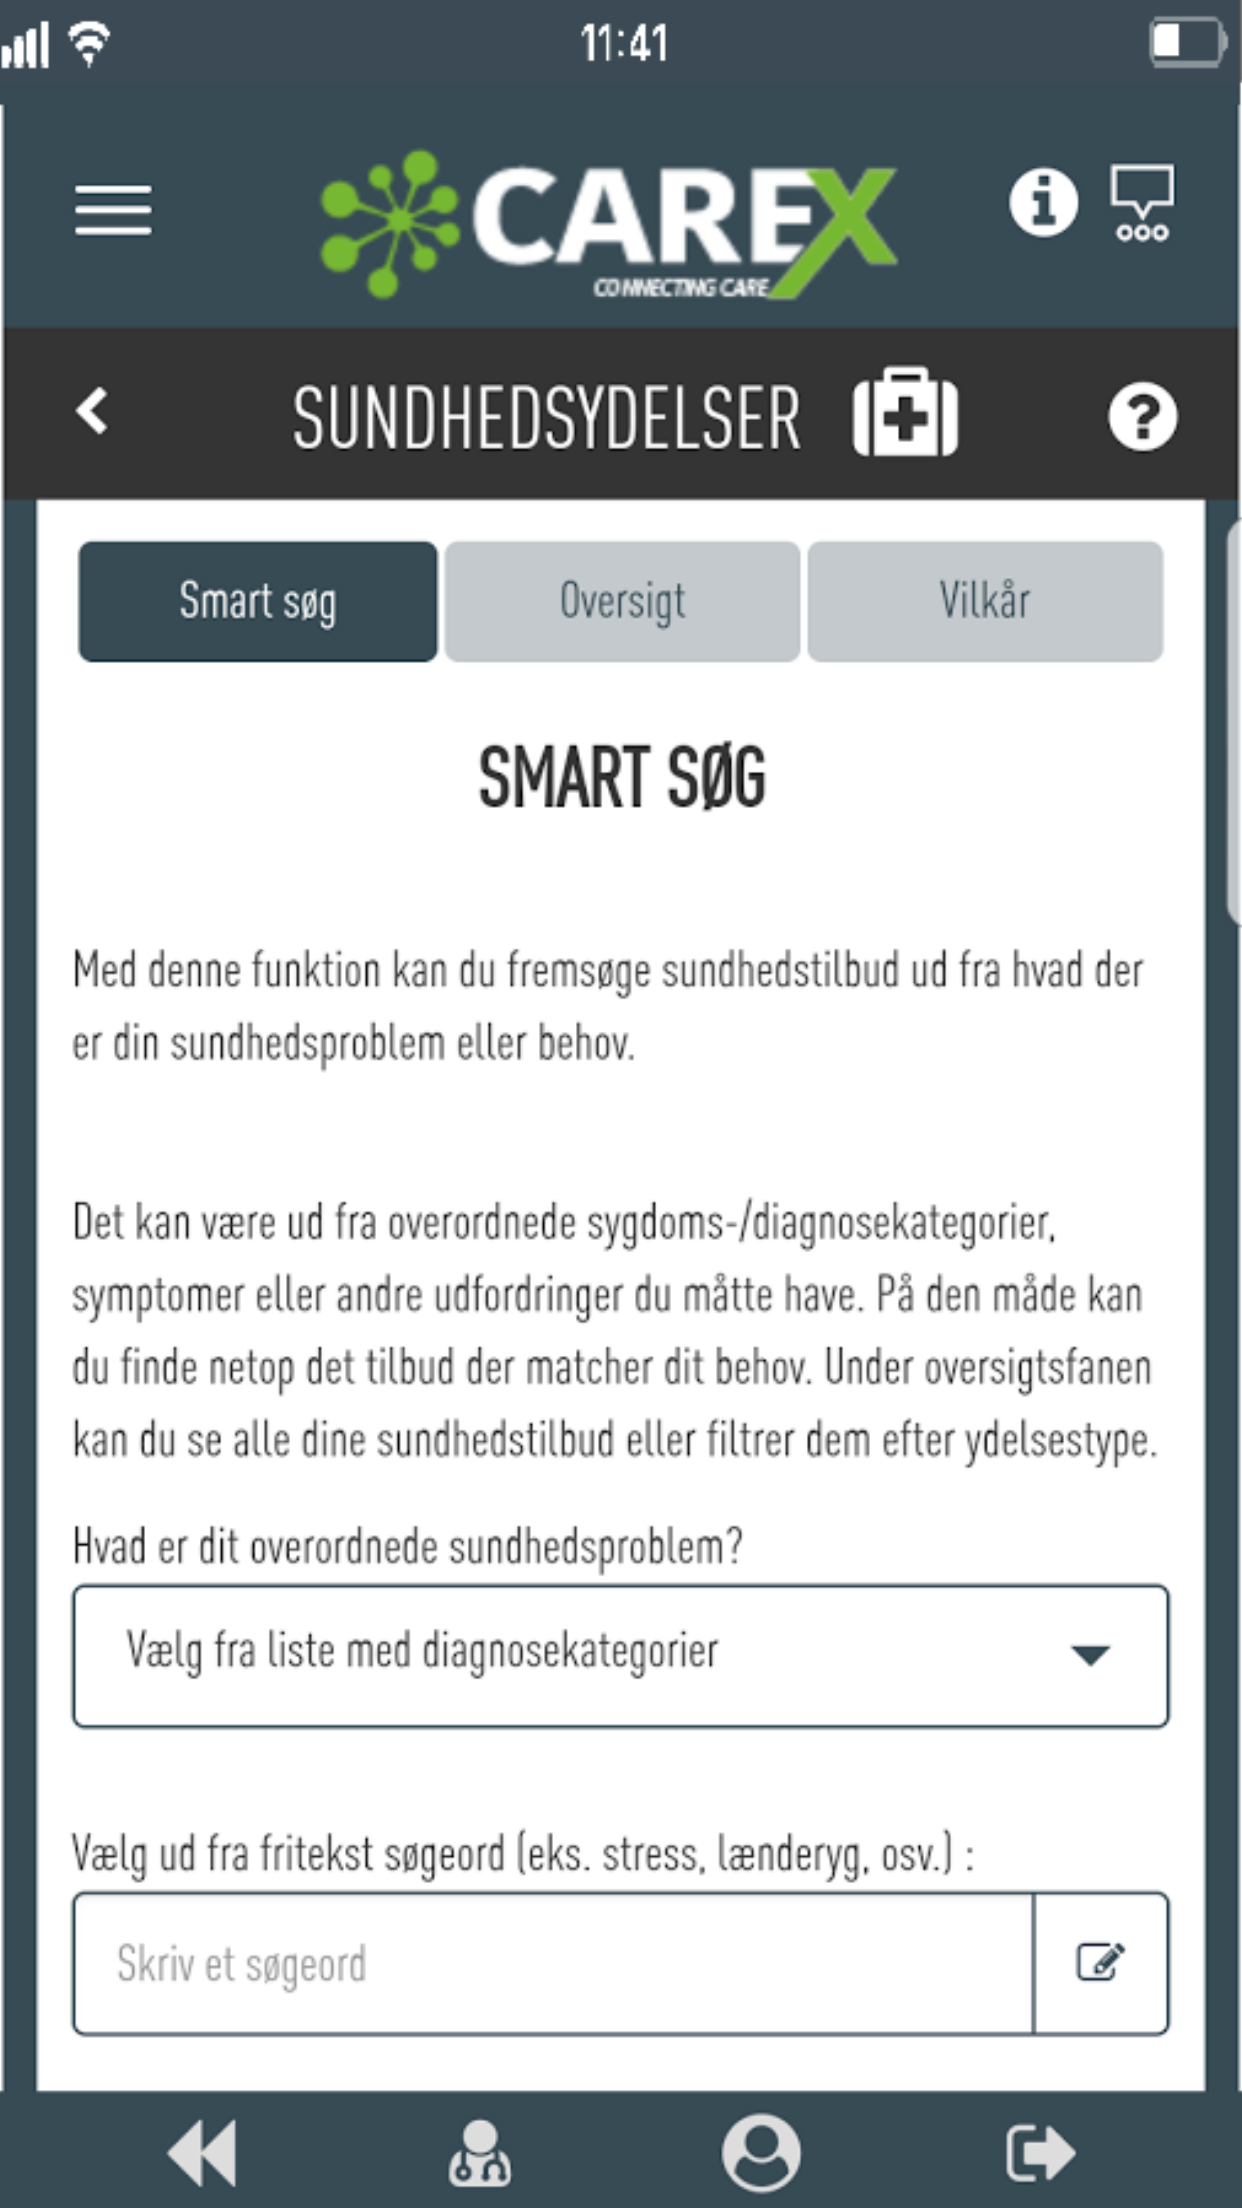 11:41
CAREX
CONNECTING CARE
SUNDHEDSYDELSER
Smart søg
Oversigt
Vilkår
SMART SØG
Med denne funktion kan du fremsøge sundhedstilbud ud fra hvad der
er din sundhedsproblem eller behov.
Det kan være ud fra overordnede sygdoms-/diagnosekategorier,
symptomer eller andre udfordringer du måtte have. På den måde kan
du finde netop det tilbud der matcher dit behov. Under oversigtsfanen
kan du se alle dine sundhedstilbud eller filtrer dem efter ydelsestype.
Hvad er dit overordnede sundhedsproblem?
Vælg fra liste med diagnosekategorier
Vælg ud fra fritekst søgeord (eks. stress, lænderyg, osv.) :
Skriv et søgeord